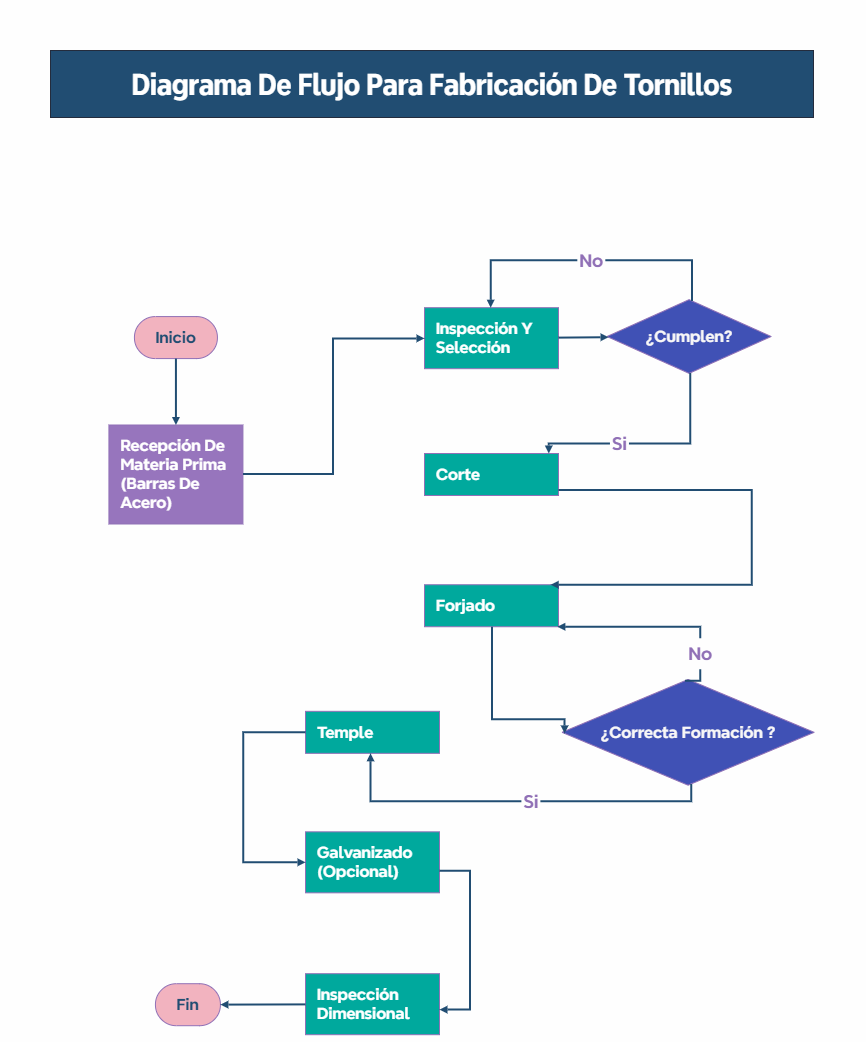 Diagrama De Flujo Para Fabricación De Tornillos
No
Inicio
Inspección Y
Selección
¿Cumplen?
Recepción De
Materia Prima
(Barras De
Acero)
Si
Corte
Forjado
No
¿Correcta Formación ?
Temple
Si
Galvanizado
(Opcional)
Inspección
Dimensional
Fin